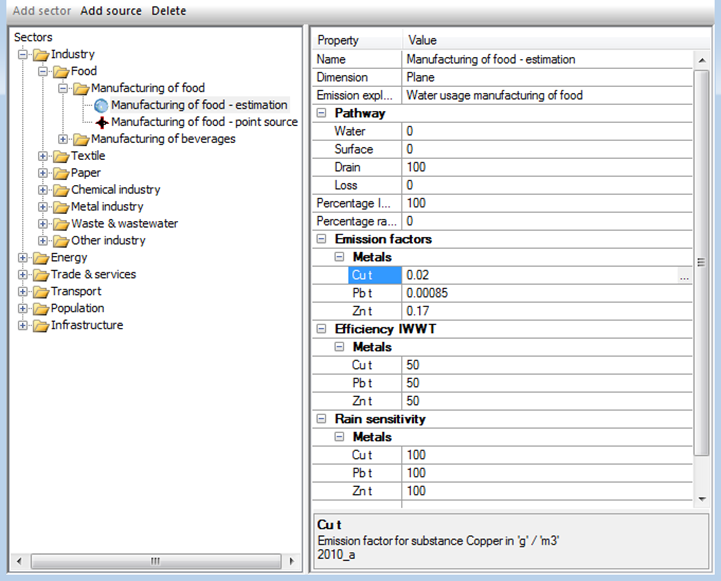 Add sector Add source Delete
Sectors
Industry
Food
Manufacturing of food
Manufacturing of food - estimation
Manufacturing of food - point source
Manufacturing of beverages
Textile
Paper
Chemical industry
Metal industry
Waste & wastewater
Other industry
Energy
Trade & services
Transport
Population
Infrastructure
Property Value
Name Manufacturing of food - estimation
Dimension Plane
Emission expl... Water usage manufacturing of food
Pathway
Water 0
Surface 0
Drain 100
Loss 0
Percentage I... 100
Percentage ra... 0
Emission factors
Metals
Cu t 0.02 ...
Pb t 0.00085
Zn t 0.17
Efficiency IWWT
Metals
Cu t 50
Pb t 50
Zn t 50
Rain sensitivity
Metals
Cu t 100
Pb t 100
Zn t 100
Cu t
Emission factor for substance Copper in 'g' / 'm3'
2010_a